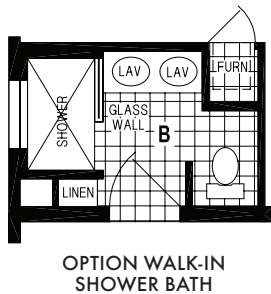 LAV
LAV
FURN
GLASS
WALL
SHOWER
B
LINEN
OPTION WALK-IN
SHOWER BATH